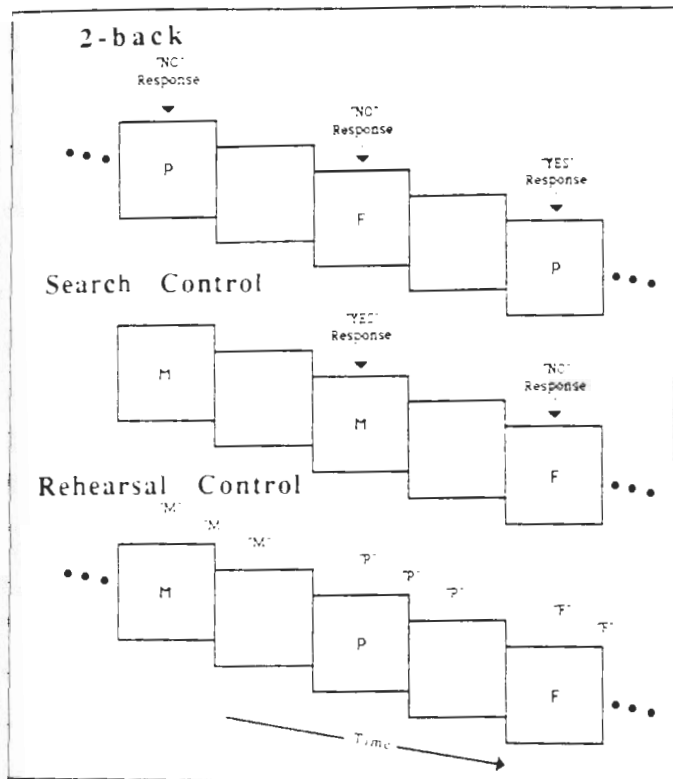 2-back
"NO"
Response
"NO"
Response
"YES"
Response
P
F
P
Search Control
"YES"
Response
"NO"
Response
M
M
F
Rehearsal Control
"M"
"M
"M"
"P"
"P"
"P"
"F"
"F"
M
P
F
Time